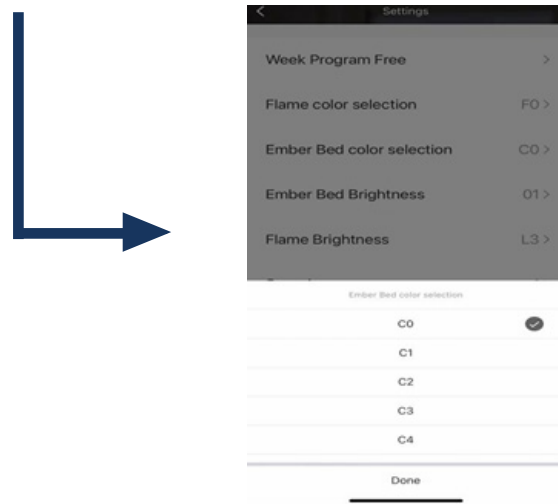 Settings
Week Program Free
Flame color selection F0
Ember Bed color selection C0
Ember Bed Brightness 01
Flame Brightness L3
Ember Bed color selection
C0
C1
C2
C3
C4
Done